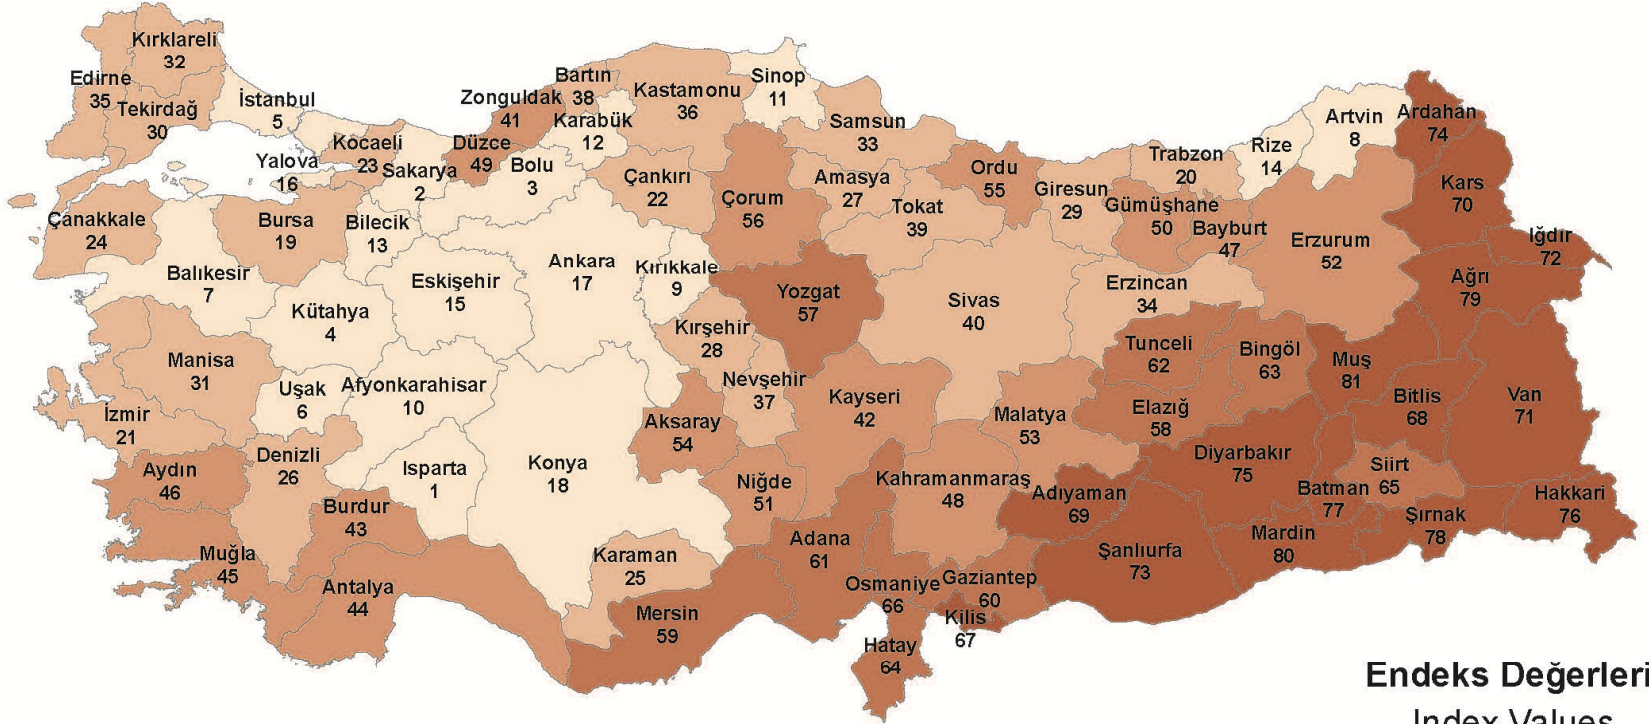 Kırklareli
32
Edirne
35
Tekirdağ
30
İstanbul
5
Yalova
16
Kocaeli
23
Sakarya
2
Düzce
49
Zonguldak
41
Bartın
38
Karabük
12
Kastamonu
36
Sinop
11
Bolu
3
Çankırı
22
Çorum
56
Samsun
33
Amasya
27
Tokat
39
Ordu
55
Giresun
29
Trabzon
20
Gümüşhane
50
Bayburt
47
Rize
14
Artvin
8
Ardahan
74
Kars
70
Iğdır
72
Ağrı
79
Erzurum
52
Erzincan
34
Çanakkale
24
Balıkesir
7
Bursa
19
Bilecik
13
Kütahya
4
Eskişehir
15
Ankara
17
Kırıkkale
9
Yozgat
57
Sivas
40
Kırşehir
28
Nevşehir
37
Kayseri
42
Malatya
53
Tunceli
62
Bingöl
63
Elazığ
58
Muş
81
Bitlis
68
Van
71
Manisa
31
İzmir
21
Uşak
6
Afyonkarahisar
10
Aydın
46
Denizli
26
Isparta
1
Burdur
43
Muğla
45
Antalya
44
Konya
18
Aksaray
54
Niğde
51
Karaman
25
Mersin
59
Adana
61
Kahramanmaraş
48
Osmaniye
66
Gaziantep
60
Kilis
67
Hatay
64
Adıyaman
69
Şanlıurfa
73
Diyarbakır
75
Batman
77
Siirt
65
Mardin
80
Şırnak
78
Hakkari
76
Endeks Değerleri
Index Values